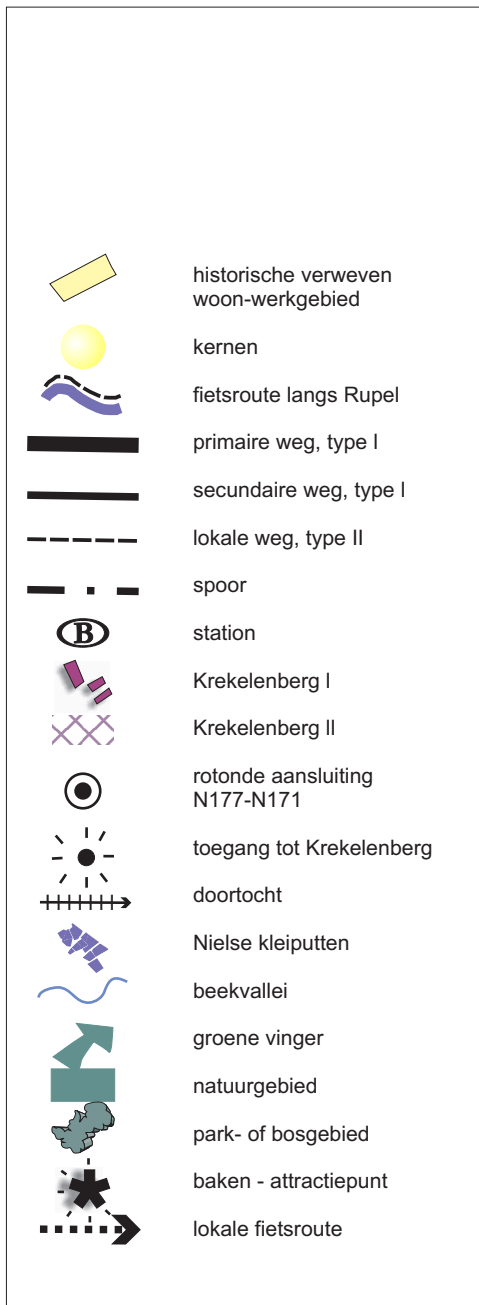 historische verweven
woon-werkgebied
kernen
fietsroute langs Rupel
primaire weg, type I
secundaire weg, type I
lokale weg, type II
spoor
B
station
Krekelenberg I
Krekelenberg II
rotonde aansluiting
N177-N171
toegang tot Krekelenberg
doortocht
Nielse kleiputten
beekvallei
groene vinger
natuurgebied
park- of bosgebied
baken - attractiepunt
lokale fietsroute